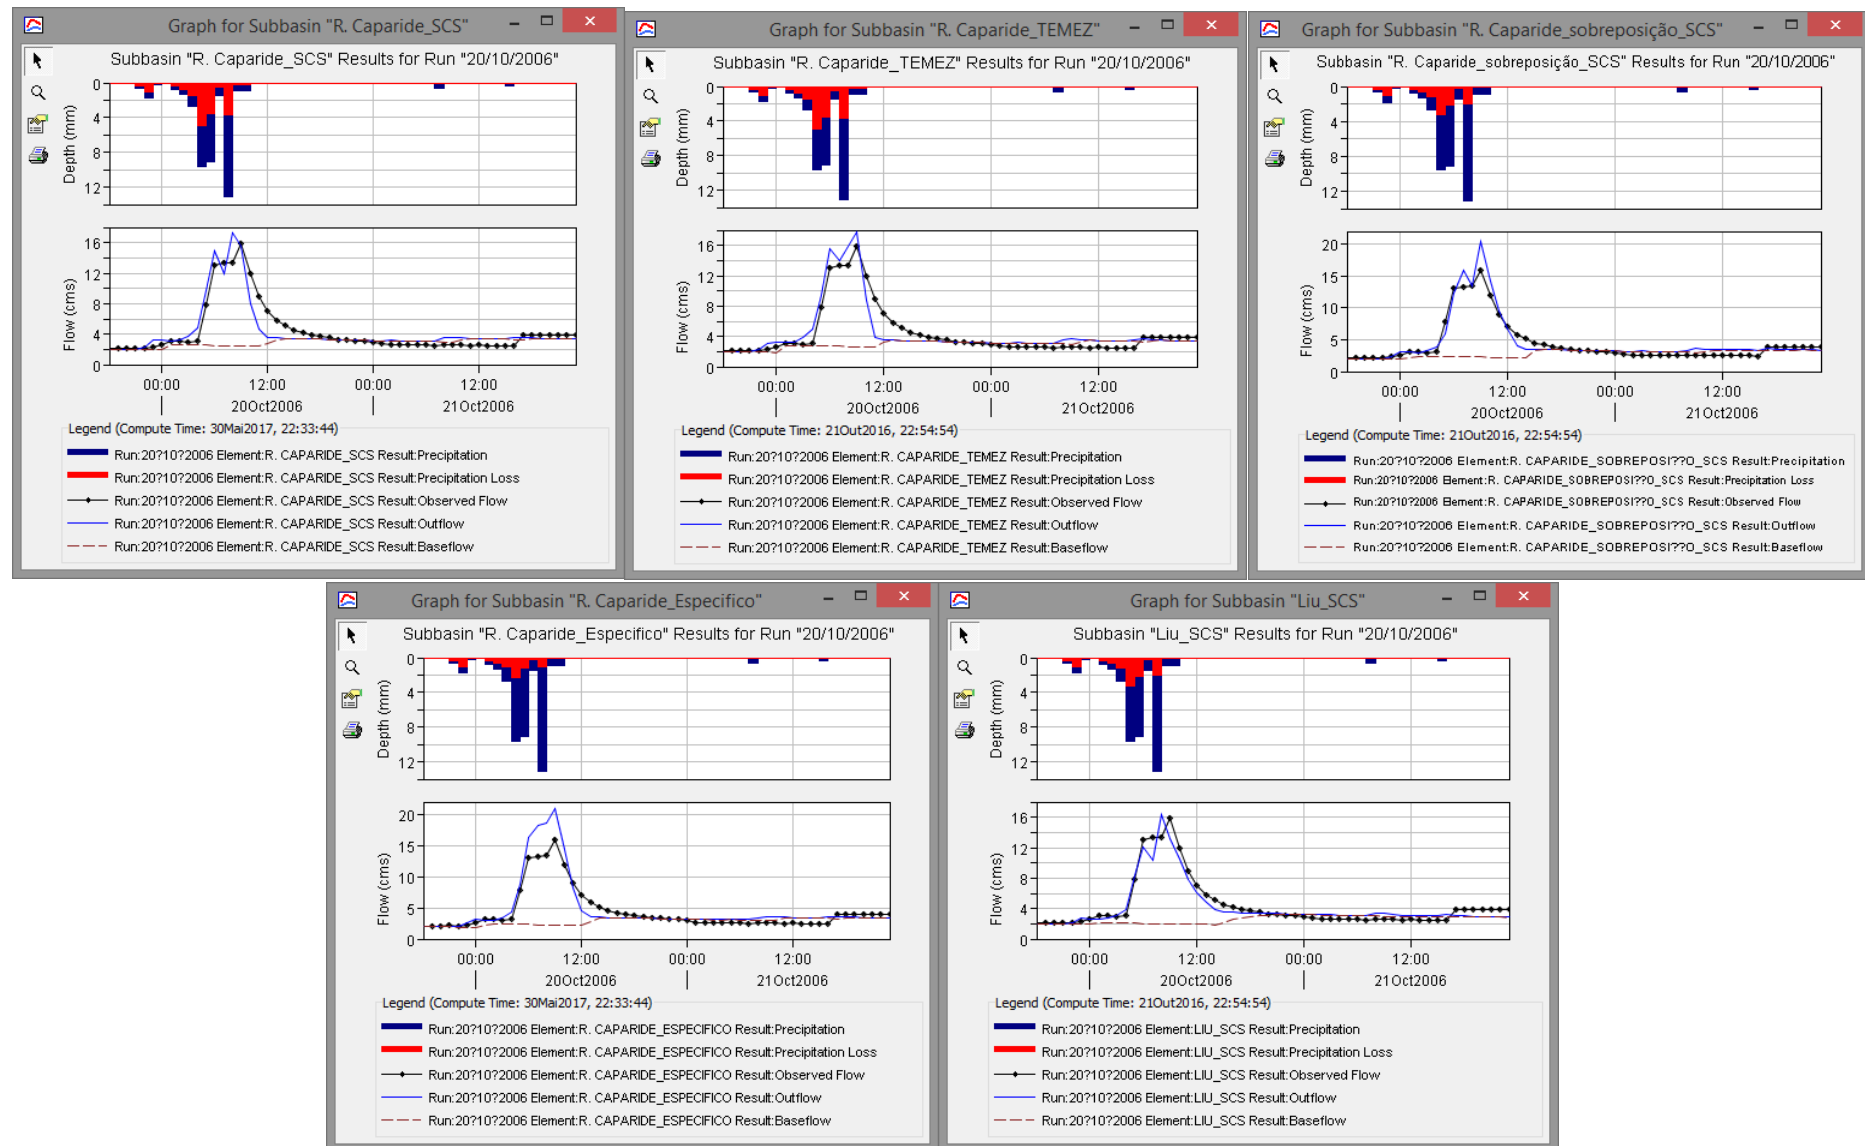 Graph for Subbasin "R. Caparide_SCS"
Subbasin "R. Caparide_SCS" Results for Run "20/10/2006"
Depth (mm)
0
4
8
12
Flow (cms)
16
12
8
4
0
00:00 12:00 00:00 12:00
20Oct2006 21Oct2006
Legend (Compute Time: 30Mai2017, 22:33:44)
Run:20?10?2006 Element:R. CAPARIDE_SCS Result:Precipitation
Run:20?10?2006 Element:R. CAPARIDE_SCS Result:Precipitation Loss
Run:20?10?2006 Element:R. CAPARIDE_SCS Result:Observed Flow
Run:20?10?2006 Element:R. CAPARIDE_SCS Result:Outflow
Run:20?10?2006 Element:R. CAPARIDE_SCS Result:Baseflow
Graph for Subbasin "R. Caparide_TEMEZ"
Subbasin "R. Caparide_TEMEZ" Results for Run "20/10/2006"
Depth (mm)
0
4
8
12
Flow (cms)
16
12
8
4
0
00:00 12:00 00:00 12:00
20Oct2006 21Oct2006
Legend (Compute Time: 21Out2016, 22:54:54)
Run:20?10?2006 Element:R. CAPARIDE_TEMEZ Result:Precipitation
Run:20?10?2006 Element:R. CAPARIDE_TEMEZ Result:Precipitation Loss
Run:20?10?2006 Element:R. CAPARIDE_TEMEZ Result:Observed Flow
Run:20?10?2006 Element:R. CAPARIDE_TEMEZ Result:Outflow
Run:20?10?2006 Element:R. CAPARIDE_TEMEZ Result:Baseflow
Graph for Subbasin "R. Caparide_sobreposição_SCS"
Subbasin "R. Caparide_sobreposição_SCS" Results for Run "20/10/2006"
Depth (mm)
0
4
8
12
Flow (cms)
20
15
10
5
0
00:00 12:00 00:00 12:00
20Oct2006 21Oct2006
Legend (Compute Time: 21Out2016, 22:54:54)
Run:20?10?2006 Element:R. CAPARIDE_SOBREPOSI??O_SCS Result:Precipitation
Run:20?10?2006 Element:R. CAPARIDE_SOBREPOSI??O_SCS Result:Precipitation Loss
Run:20?10?2006 Element:R. CAPARIDE_SOBREPOSI??O_SCS Result:Observed Flow
Run:20?10?2006 Element:R. CAPARIDE_SOBREPOSI??O_SCS Result:Outflow
Run:20?10?2006 Element:R. CAPARIDE_SOBREPOSI??O_SCS Result:Baseflow
Graph for Subbasin "R. Caparide_Especifico"
Subbasin "R. Caparide_Especifico" Results for Run "20/10/2006"
Depth (mm)
0
4
8
12
Flow (cms)
20
15
10
5
0
00:00 12:00 00:00 12:00
20Oct2006 21Oct2006
Legend (Compute Time: 30Mai2017, 22:33:44)
Run:20?10?2006 Element:R. CAPARIDE_ESPECIFICO Result:Precipitation
Run:20?10?2006 Element:R. CAPARIDE_ESPECIFICO Result:Precipitation Loss
Run:20?10?2006 Element:R. CAPARIDE_ESPECIFICO Result:Observed Flow
Run:20?10?2006 Element:R. CAPARIDE_ESPECIFICO Result:Outflow
Run:20?10?2006 Element:R. CAPARIDE_ESPECIFICO Result:Baseflow
Graph for Subbasin "Liu_SCS"
Subbasin "Liu_SCS" Results for Run "20/10/2006"
Depth (mm)
0
4
8
12
Flow (cms)
16
12
8
4
0
00:00 12:00 00:00 12:00
20Oct2006 21Oct2006
Legend (Compute Time: 21Out2016, 22:54:54)
Run:20?10?2006 Element:LIU_SCS Result:Precipitation
Run:20?10?2006 Element:LIU_SCS Result:Precipitation Loss
Run:20?10?2006 Element:LIU_SCS Result:Observed Flow
Run:20?10?2006 Element:LIU_SCS Result:Outflow
Run:20?10?2006 Element:LIU_SCS Result:Baseflow